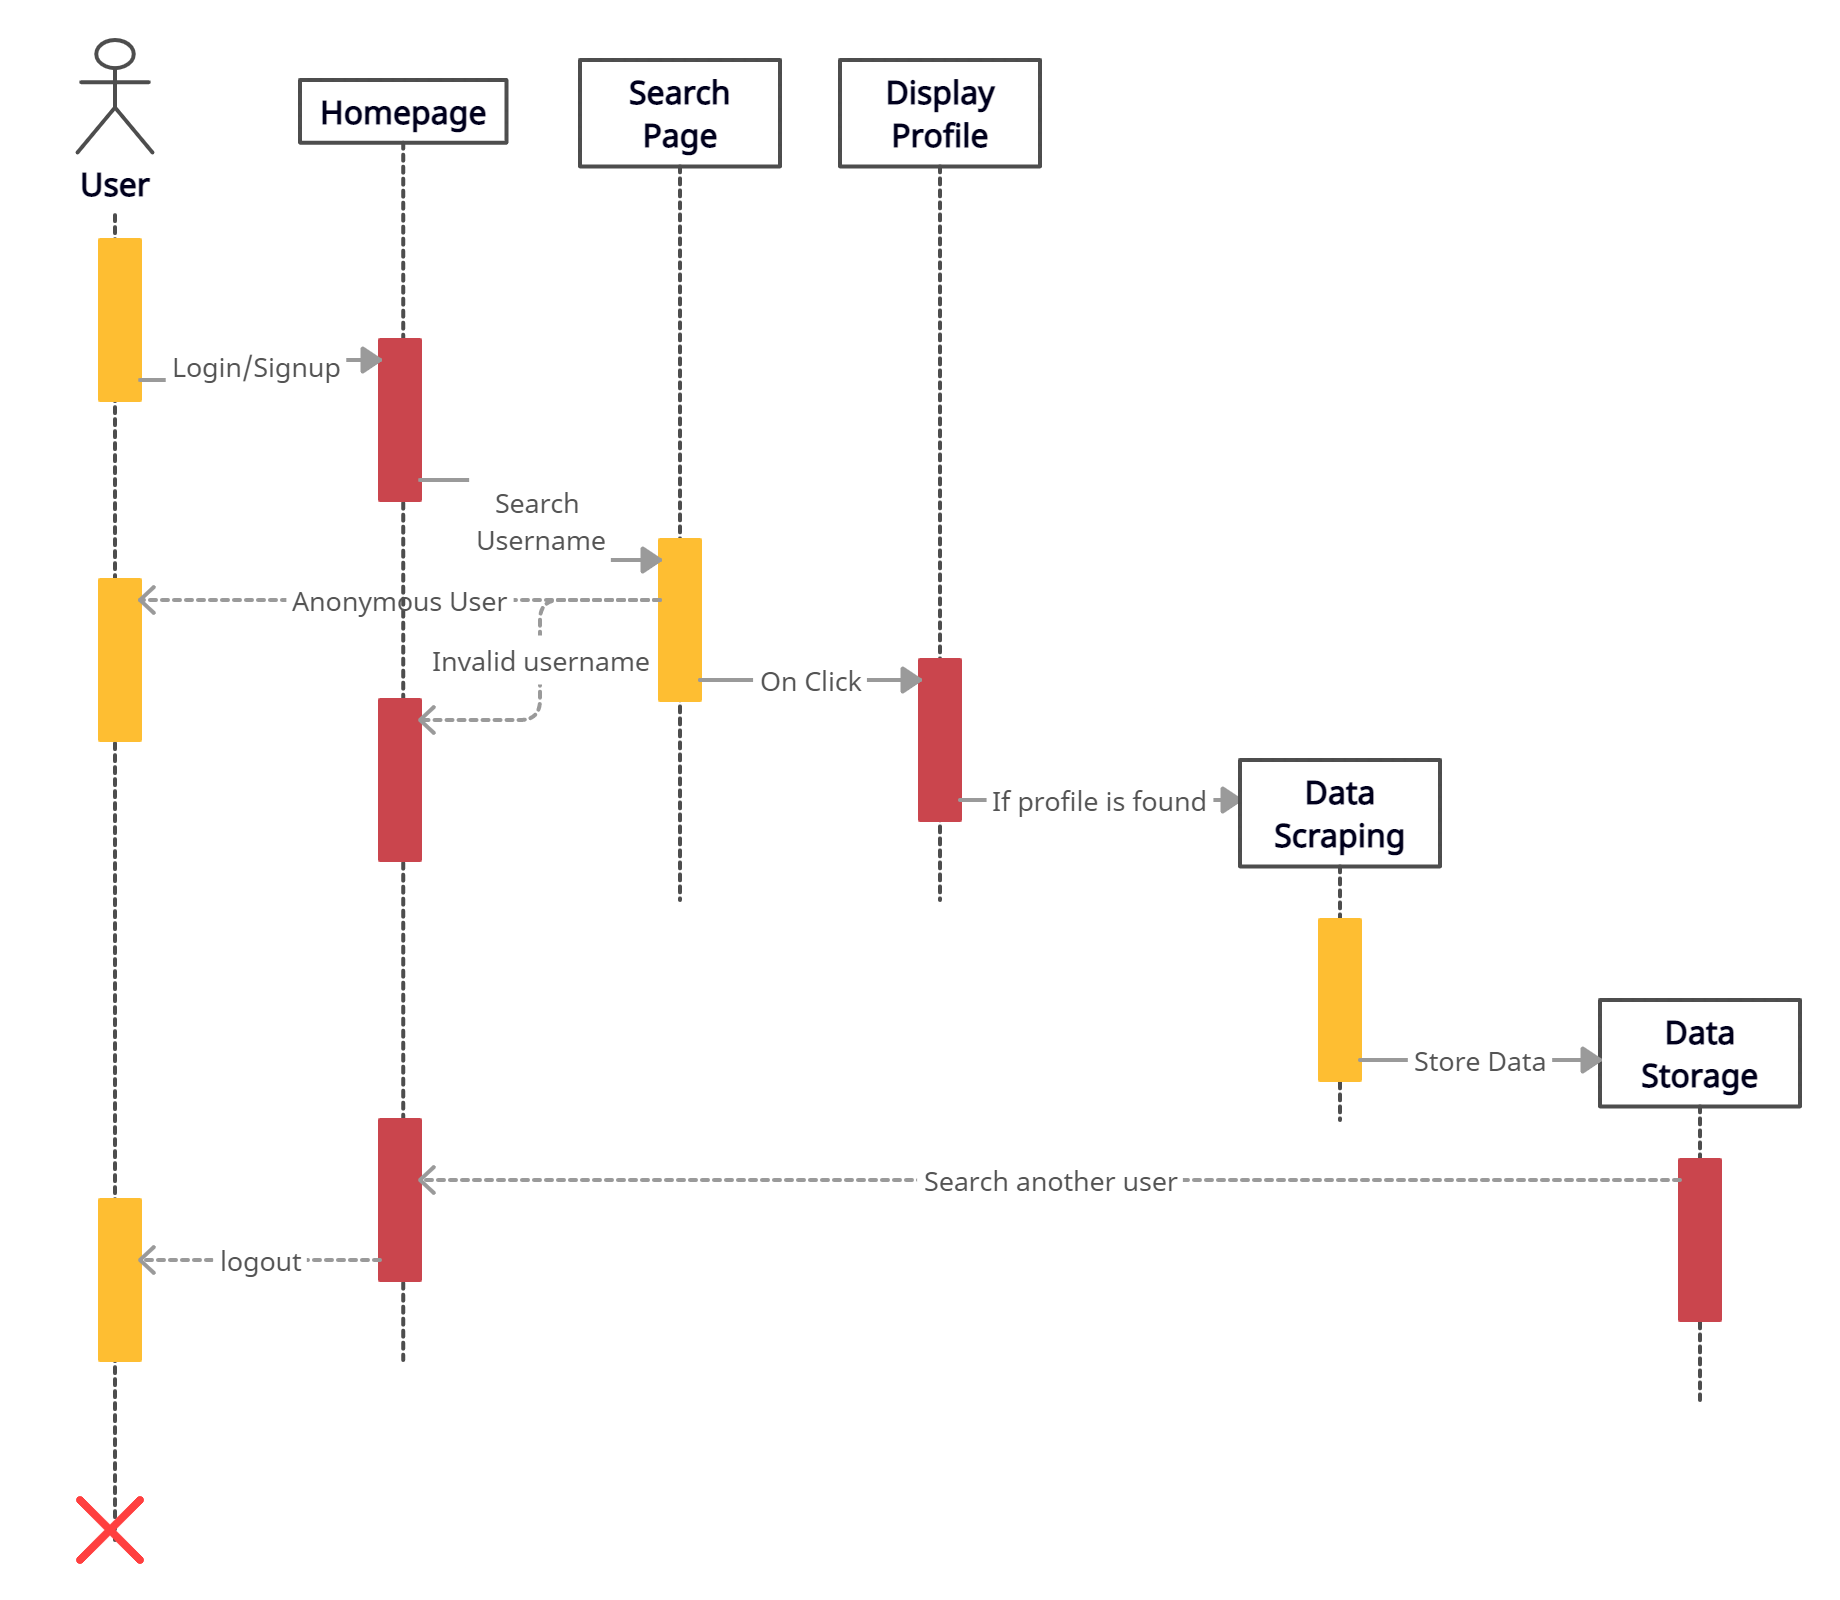 User
Homepage
Search
Page
Display
Profile
Login/Signup
Search
Username
Anonymous User
Invalid username
On Click
If profile is found
Data
Scraping
Data
Storage
Store Data
Search another user
logout